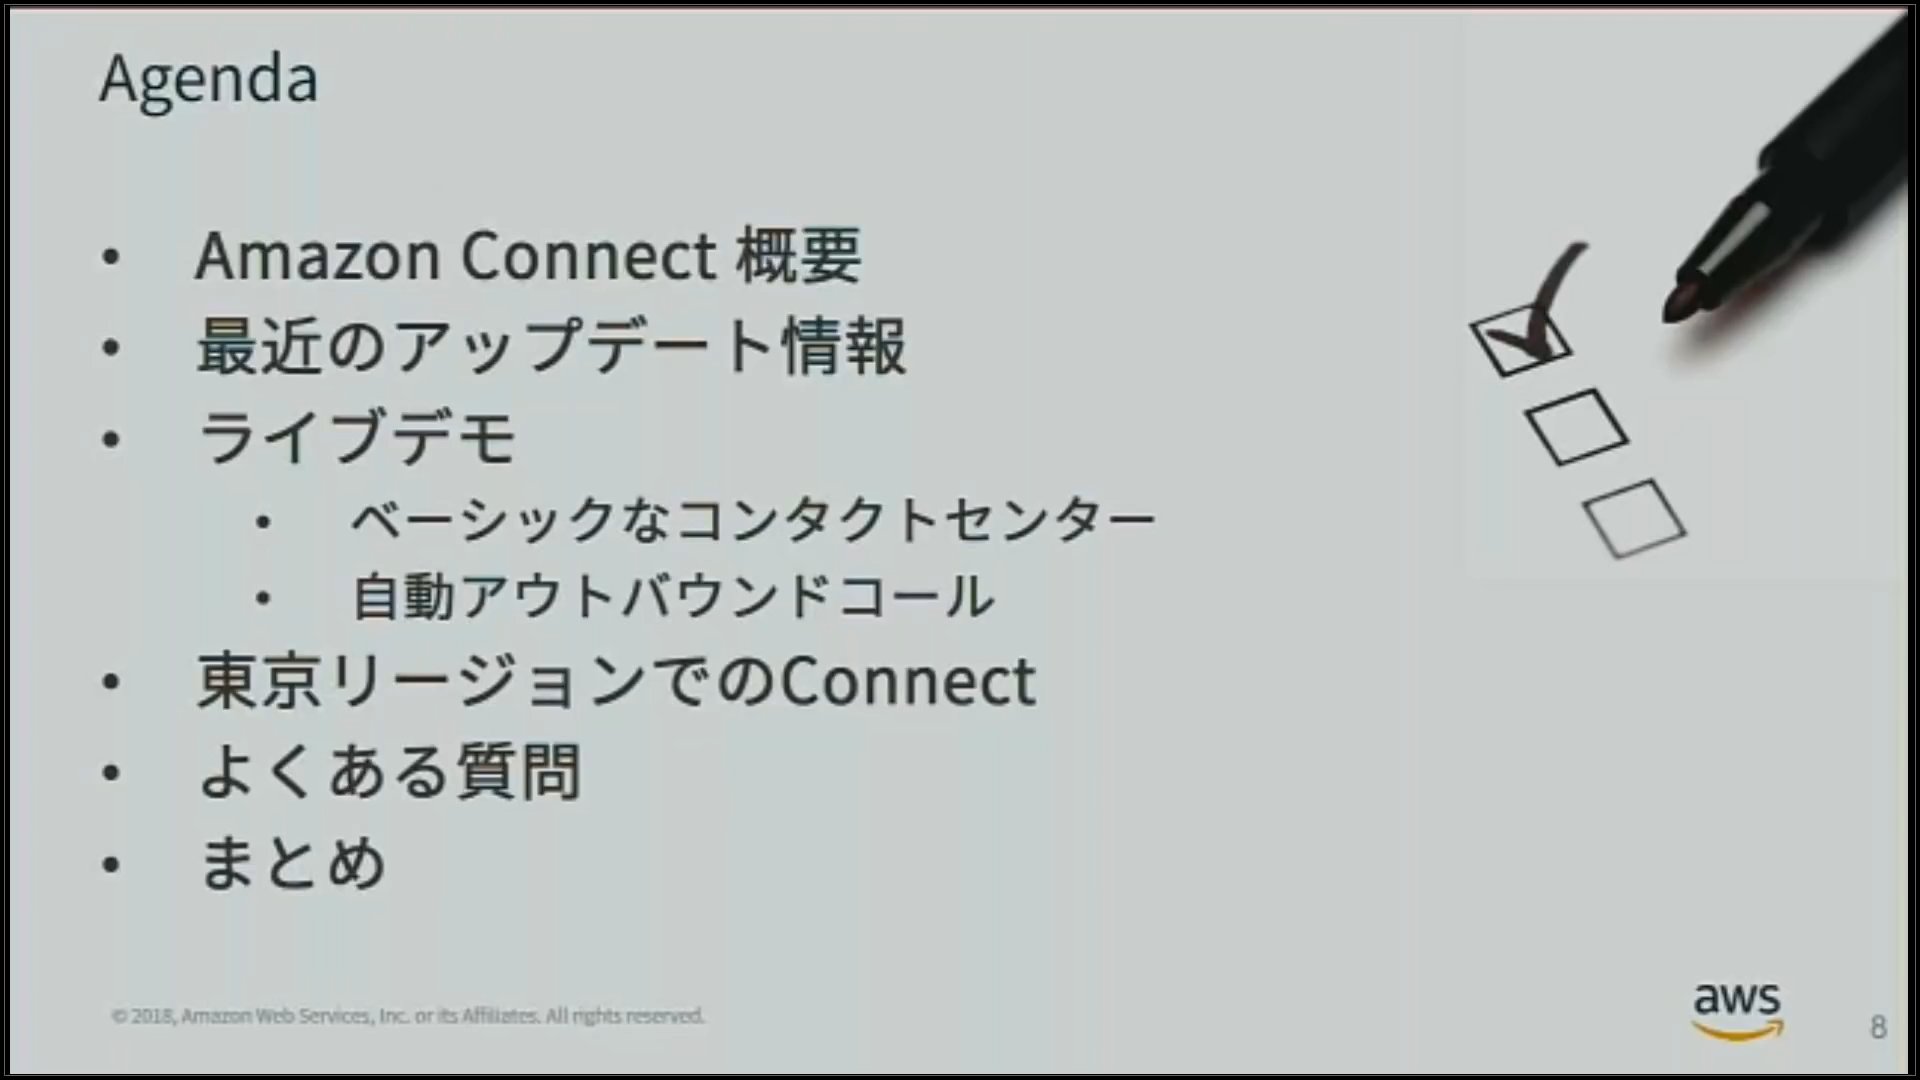 Agenda
• Amazon Connect 概要
• 最近のアップデート情報
• ライブデモ
• ベーシックなコンタクトセンター
• 自動アウトバウンドコール
• 東京リージョンでのConnect
• よくある質問
• まとめ
© 2018, Amazon Web Services, Inc. or its Affiliates. All rights reserved.
aws
8